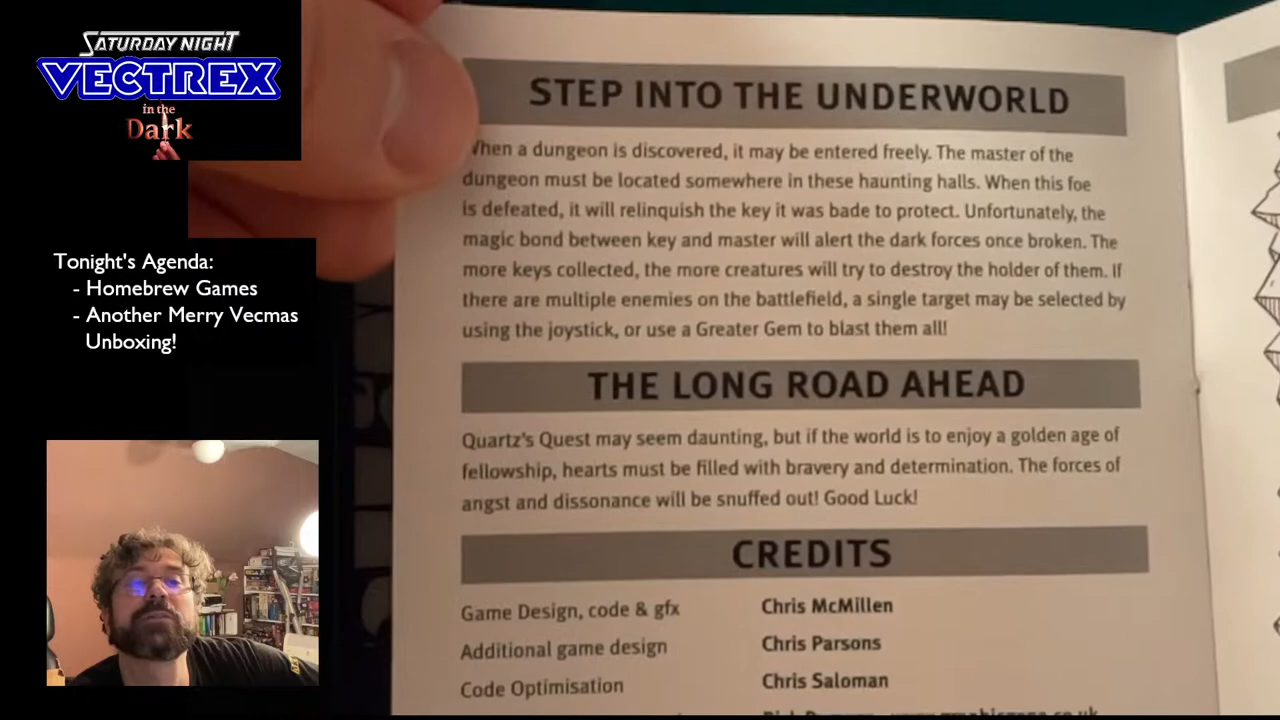 SATURDAY NIGHT
VECTREX
in the
Dark
Tonight's Agenda:
- Homebrew Games
- Another Merry Vecmas
Unboxing!
STEP INTO THE UNDERWORLD
When a dungeon is discovered, it may be entered freely. The master of the
dungeon must be located somewhere in these haunting halls. When this foe
is defeated, it will relinquish the key it was bade to protect. Unfortunately, the
magic bond between key and master will alert the dark forces once broken. The
more keys collected, the more creatures will try to destroy the holder of them. If
there are multiple enemies on the battlefield, a single target may be selected by
using the joystick, or use a Greater Gem to blast them all!
THE LONG ROAD AHEAD
Quartz's Quest may seem daunting, but if the world is to enjoy a golden age of
fellowship, hearts must be filled with bravery and determination. The forces of
angst and dissonance will be snuffed out! Good Luck!
CREDITS
Game Design, code & gfx Chris McMillen
Additional game design Chris Parsons
Code Optimisation Chris Saloman